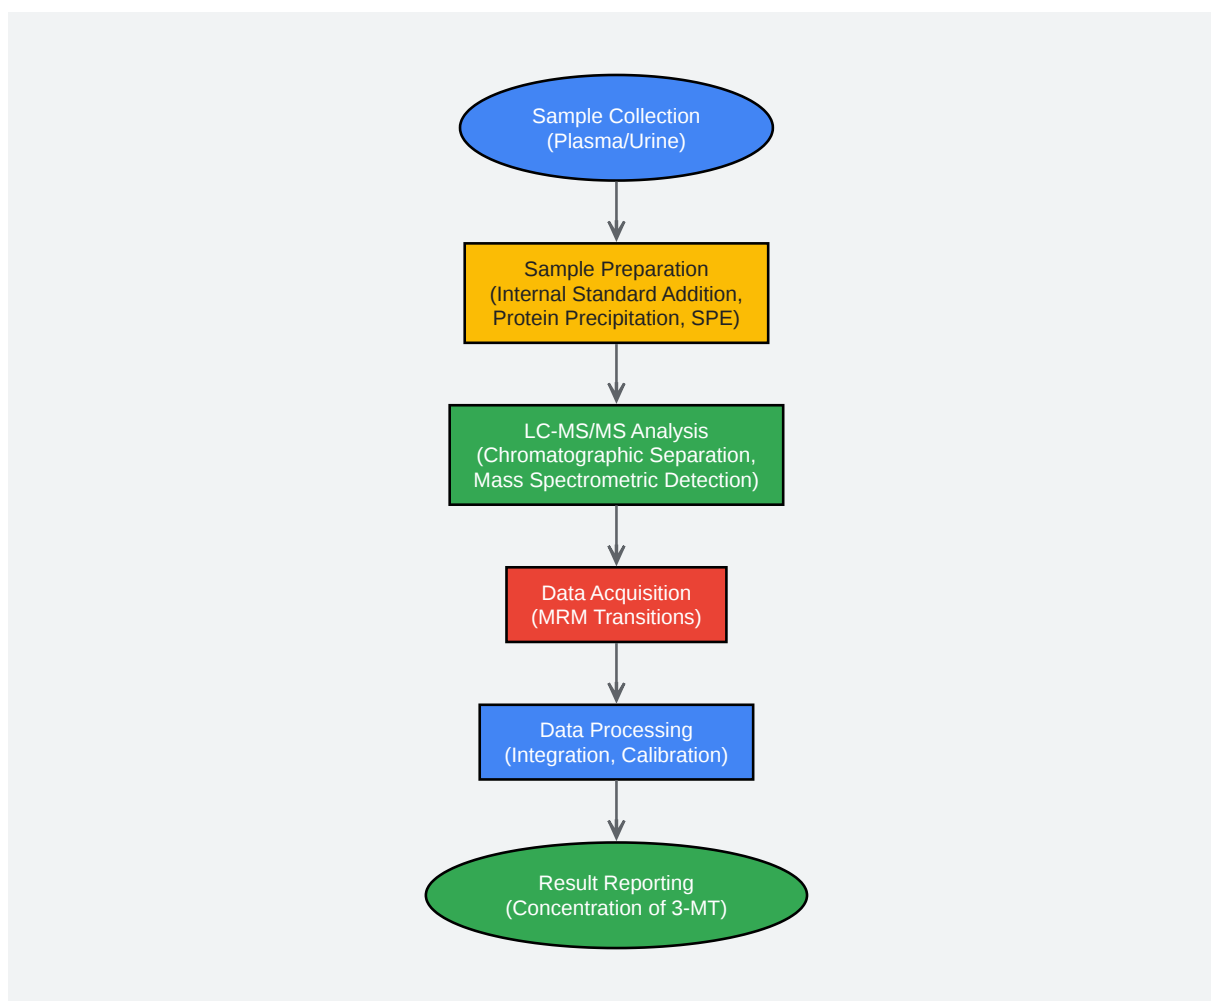 Sample Collection
(Plasma/Urine)
Sample Preparation
(Internal Standard Addition,
Protein Precipitation, SPE)
LC-MS/MS Analysis
(Chromatographic Separation,
Mass Spectrometric Detection)
Data Acquisition
(MRM Transitions)
Data Processing
(Integration, Calibration)
Result Reporting
(Concentration of 3-MT)